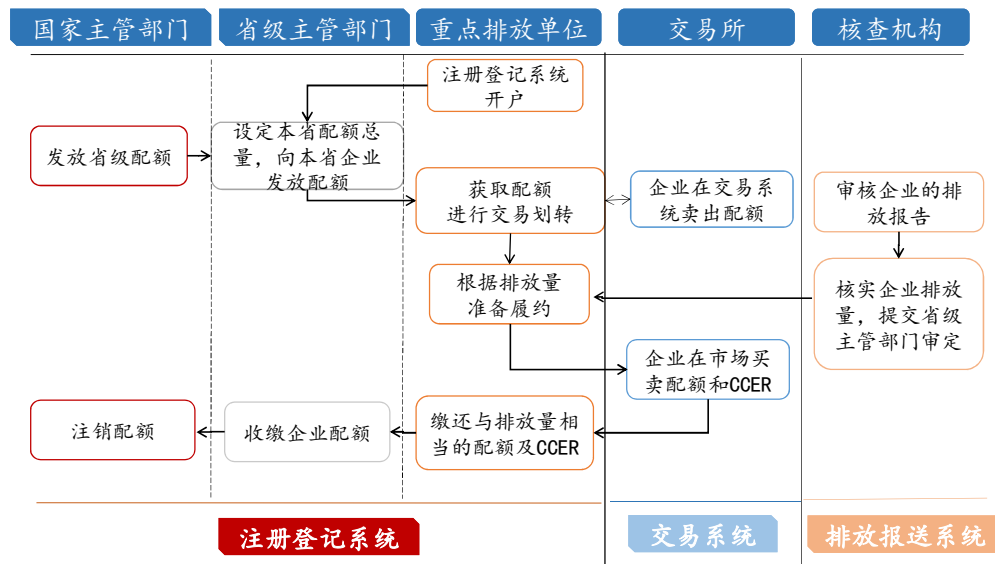 国家主管部门
省级主管部门
重点排放单位
交易所
核查机构
注册登记系统
开户
发放省级配额
设定本省配额总
量，向本省企业
发放配额
获取配额
进行交易划转
企业在交易系
统卖出配额
审核企业的排
放报告
根据排放量
准备履约
核实企业排放
量，提交省级
主管部门审定
企业在市场买
卖配额和CCER
注销配额
收缴企业配额
缴还与排放量相
当的配额及CCER
注册登记系统
交易系统
排放报送系统